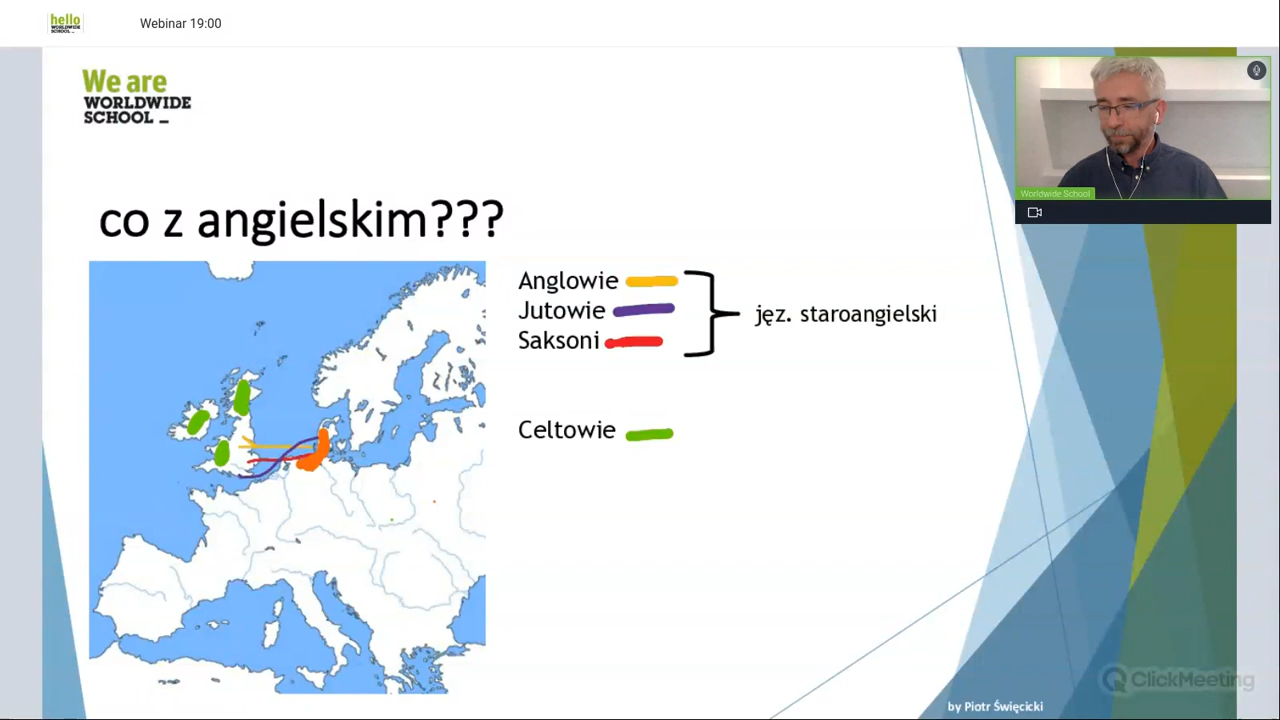 hello
WORLDWIDE
SCHOOL _
Webinar 19:00
We are
WORLDWIDE
SCHOOL _
Worldwide School
co z angielskim???
Anglowie
Jutowie
Saksoni
jęz. staroangielski
Celtowie
ClickMeeting
by Piotr Święcicki